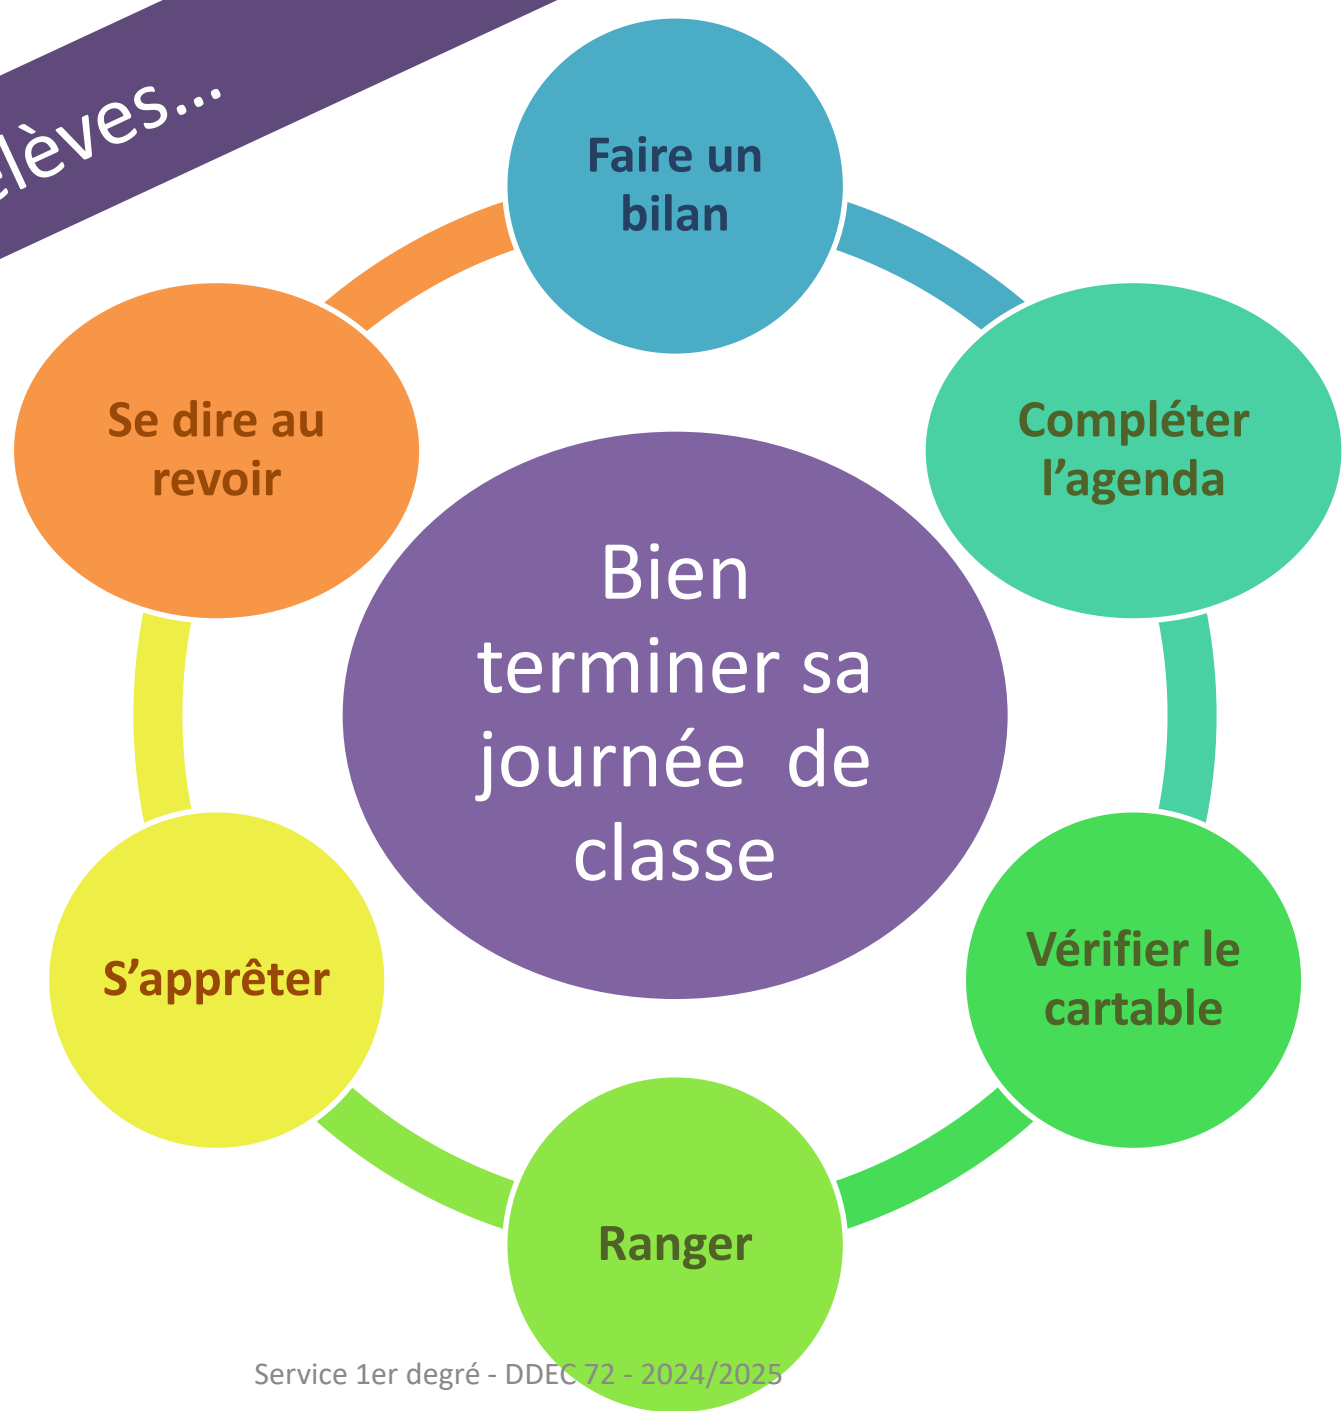 élèves...
Faire un
bilan
Compléter
l’agenda
Vérifier le
cartable
Ranger
S’apprêter
Se dire au
revoir
Bien
terminer sa
journée  de
classe
Service 1er degré - DDEC 72 - 2024/2025